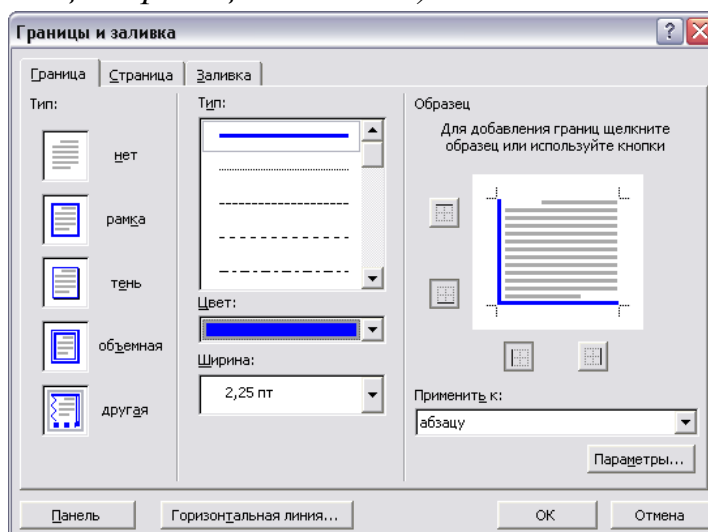 Границы и заливка
Граница
Страница
Заливка
Тип:
нет
рамка
тень
объемная
другая
Тип:
Цвет:
Ширина:
2,25 пт
Образец
Для добавления границ щелкните
образец или используйте кнопки
Применить к:
абзацу
Параметры...
Панель
Горизонтальная линия...
ОК
Отмена